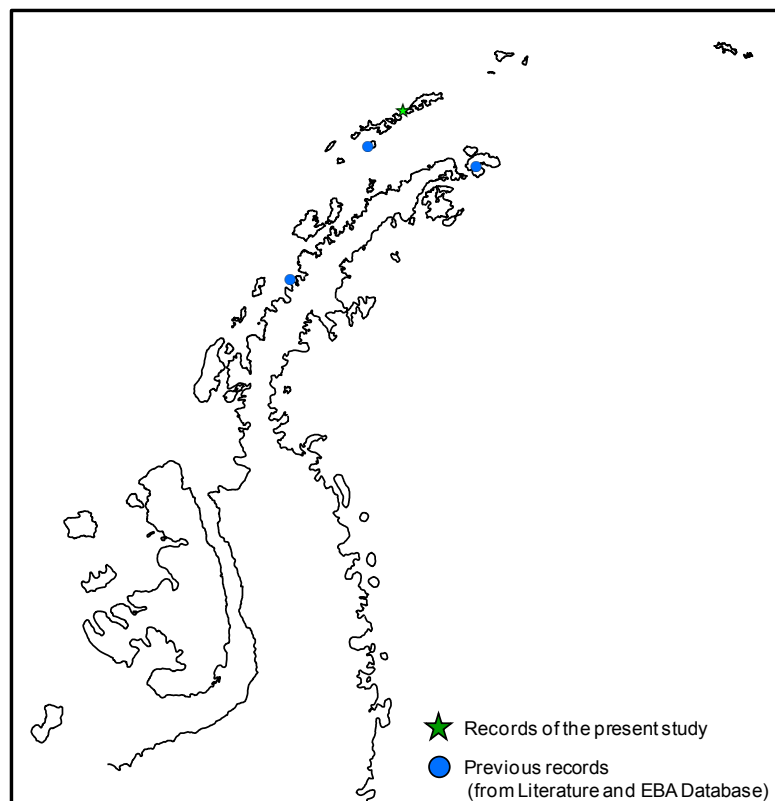 Records of the present study
Previous records
(from Literature and EBA Database)